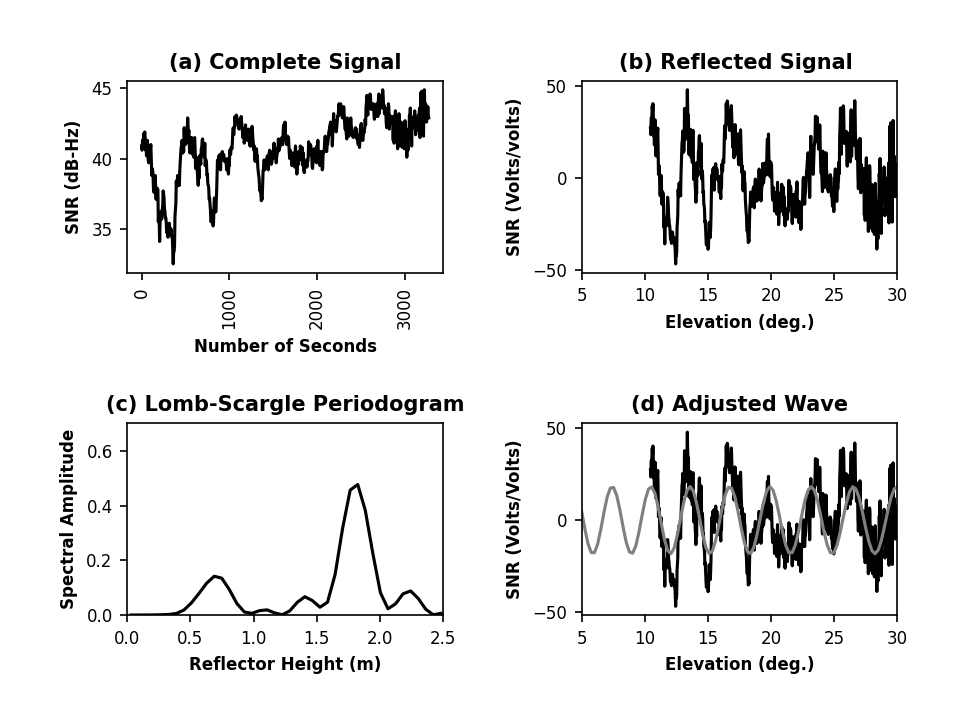 (a) Complete Signal
SNR (dB-Hz)
45
40
35
0
1000
2000
3000
Number of Seconds
(b) Reflected Signal
SNR (Volts/volts)
50
0
−50
5 10 15 20 25 30
Elevation (deg.)
(c) Lomb-Scargle Periodogram
Spectral Amplitude
0.6
0.4
0.2
0.0
0.0 0.5 1.0 1.5 2.0 2.5
Reflector Height (m)
(d) Adjusted Wave
SNR (Volts/Volts)
50
0
−50
5 10 15 20 25 30
Elevation (deg.)